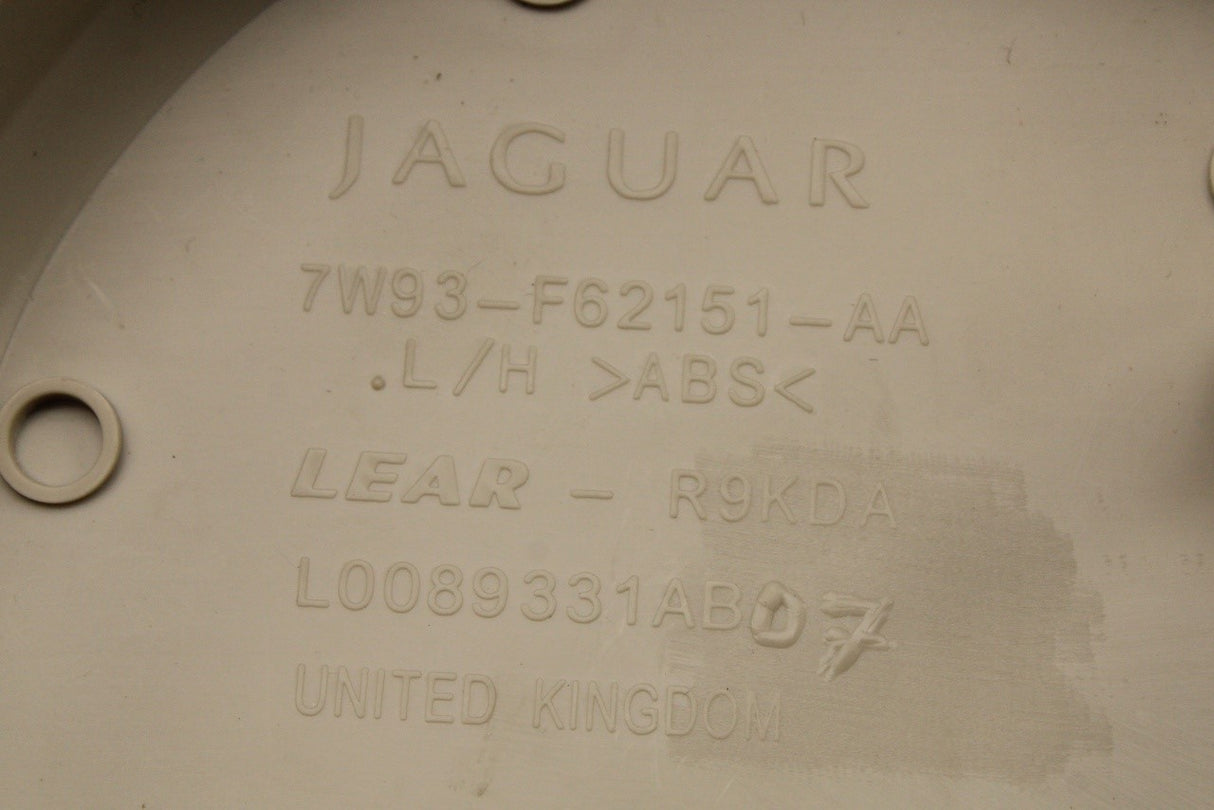 JAGUAR
7W93-F62151-AA
.L/H >ABS<
LEAR - R9KDA
L0089331AB07
UNITED KINGDOM